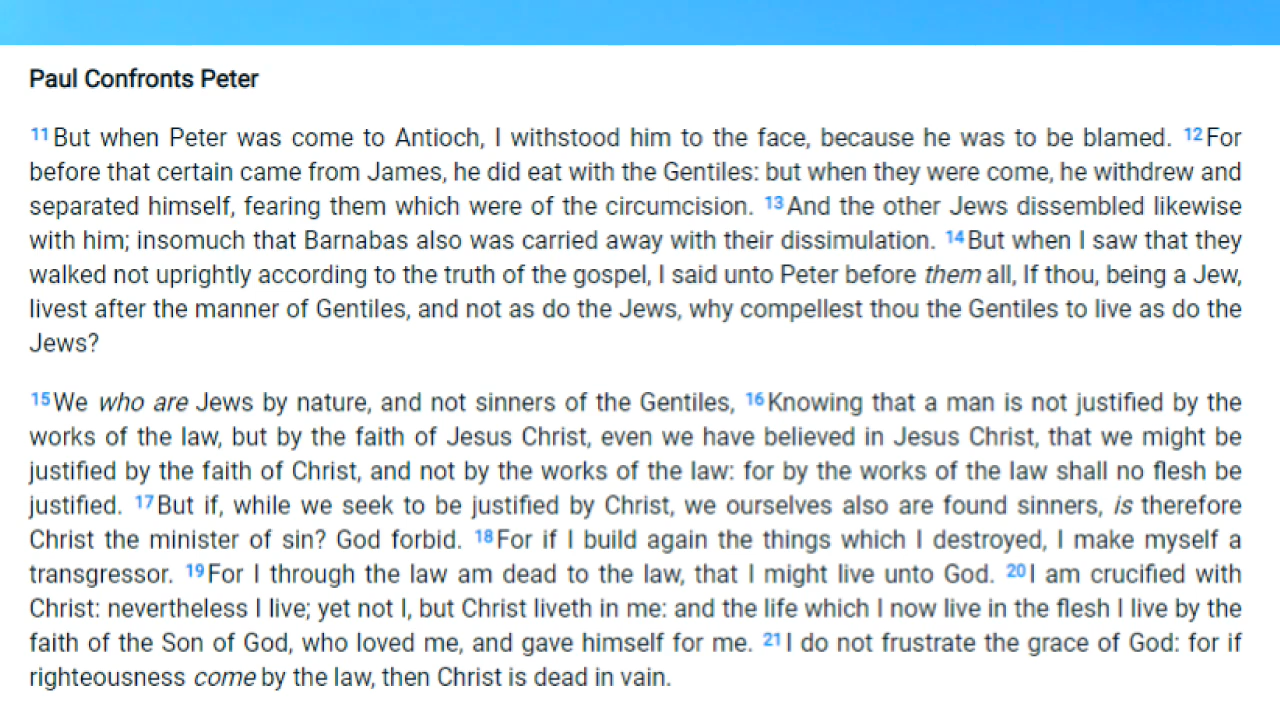 Paul Confronts Peter
11 But when Peter was come to Antioch, I withstood him to the face, because he was to be blamed. 12 For
before that certain came from James, he did eat with the Gentiles: but when they were come, he withdrew and
separated himself, fearing them which were of the circumcision. 13 And the other Jews dissembled likewise
with him; insomuch that Barnabas also was carried away with their dissimulation. 14 But when I saw that they
walked not uprightly according to the truth of the gospel, I said unto Peter before them all, If thou, being a Jew,
livest after the manner of Gentiles, and not as do the Jews, why compellest thou the Gentiles to live as do the
Jews?
15 We who are Jews by nature, and not sinners of the Gentiles, 16 Knowing that a man is not justified by the
works of the law, but by the faith of Jesus Christ, even we have believed in Jesus Christ, that we might be
justified by the faith of Christ, and not by the works of the law: for by the works of the law shall no flesh be
justified. 17 But if, while we seek to be justified by Christ, we ourselves also are found sinners, is therefore
Christ the minister of sin? God forbid. 18 For if I build again the things which I destroyed, I make myself a
transgressor. 19 For I through the law am dead to the law, that I might live unto God. 20 I am crucified with
Christ: nevertheless I live; yet not I, but Christ liveth in me: and the life which I now live in the flesh I live by the
faith of the Son of God, who loved me, and gave himself for me. 21 I do not frustrate the grace of God: for if
righteousness come by the law, then Christ is dead in vain.